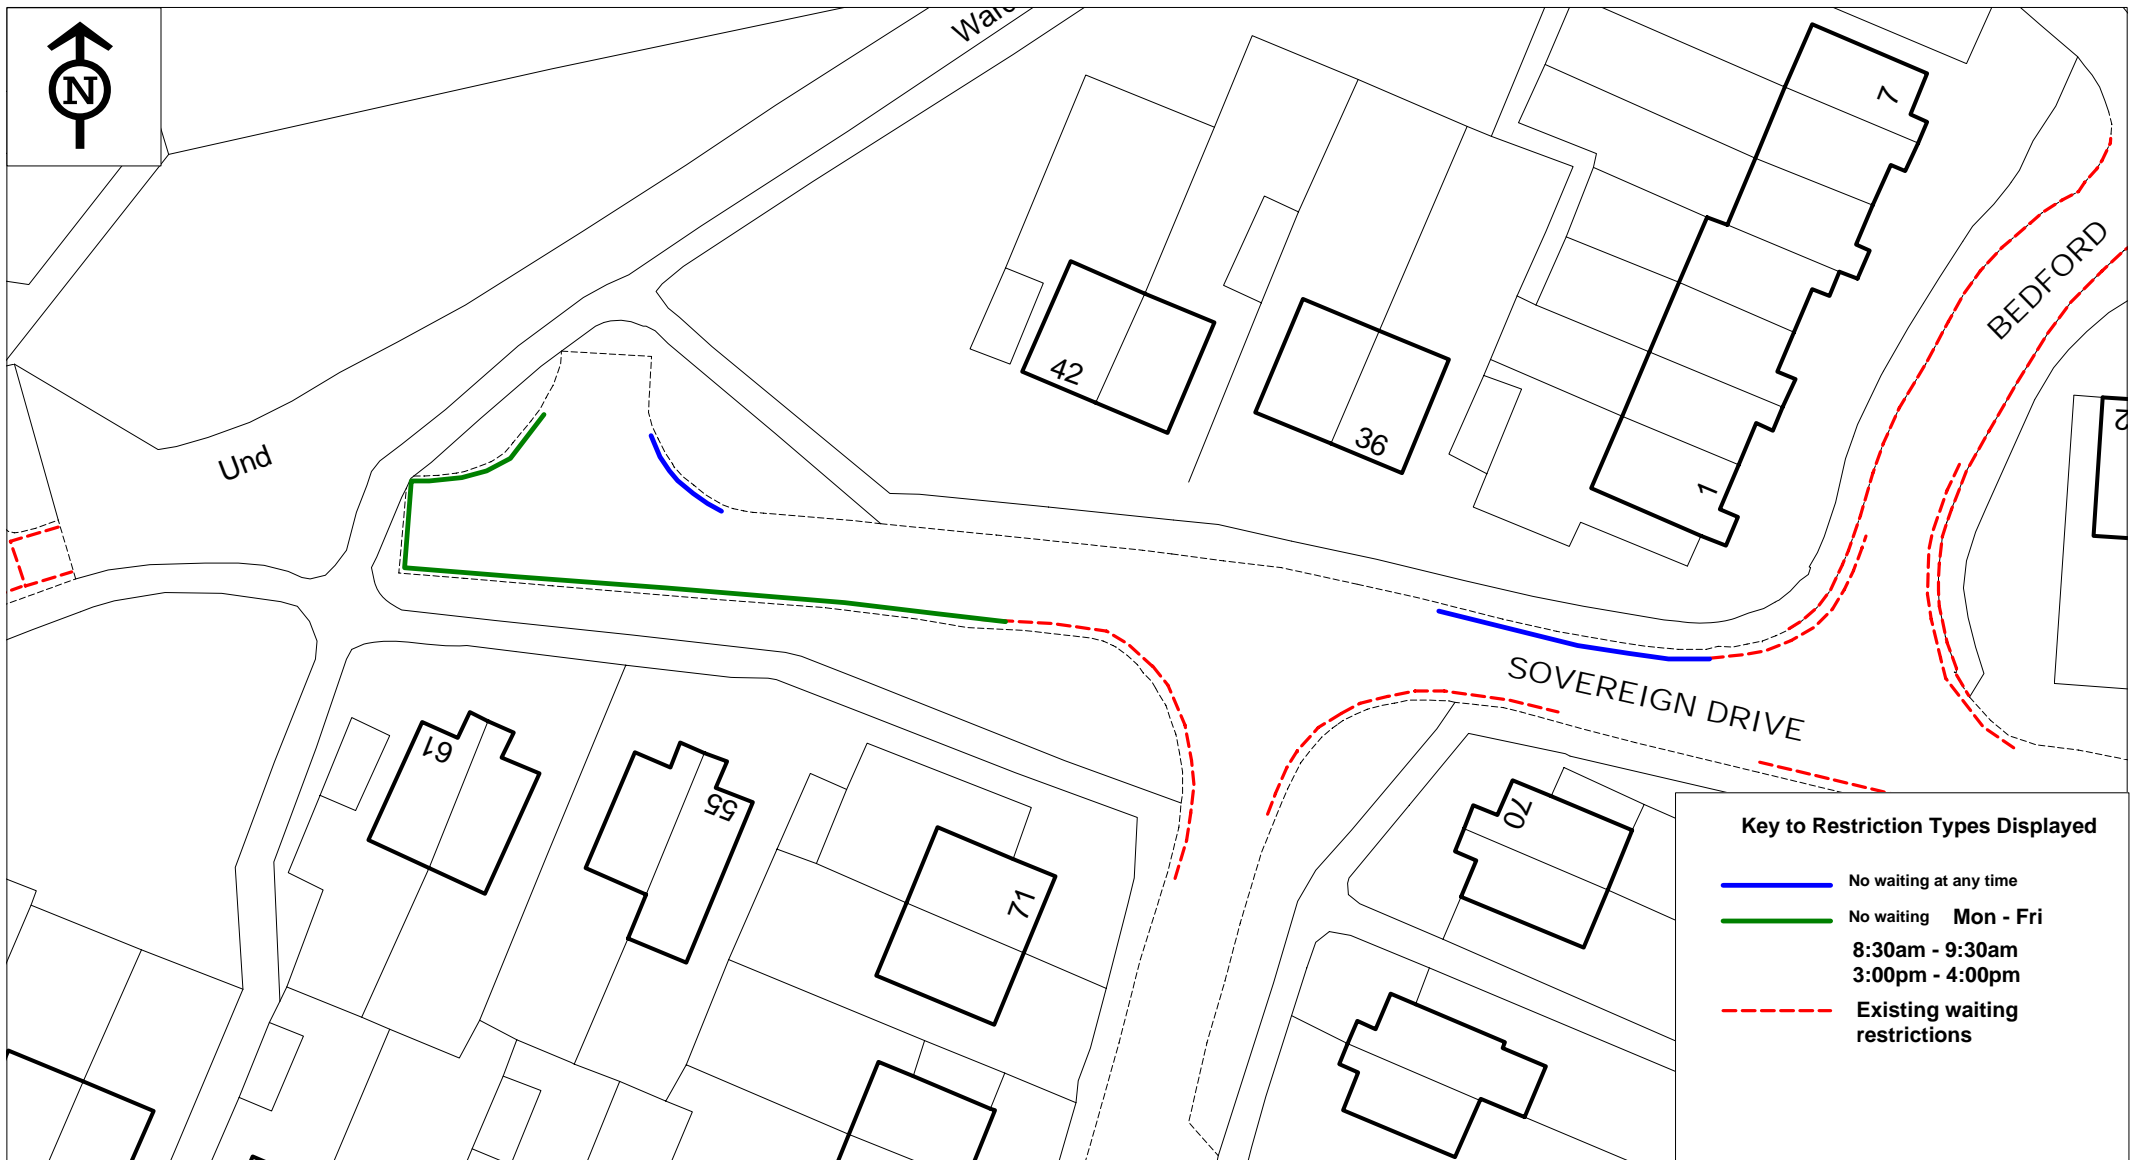 N
7
BEDFORD
42
36
1
2
Und
SOVEREIGN DRIVE
61
55
71
70
Key to Restriction Types Displayed
No waiting at any time
No waiting Mon - Fri
8:30am - 9:30am
3:00pm - 4:00pm
Existing waiting
restrictions